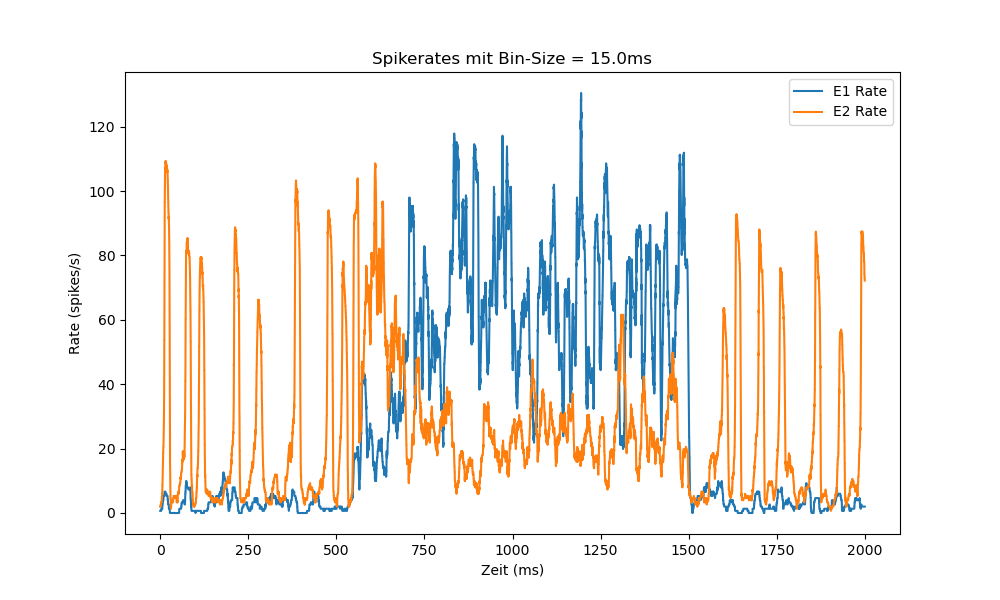 Spikerates mit Bin-Size = 15.0ms
E1 Rate
E2 Rate
Rate (spikes/s)
120
100
80
60
40
20
0
0 250 500 750 1000 1250 1500 1750 2000
Zeit (ms)